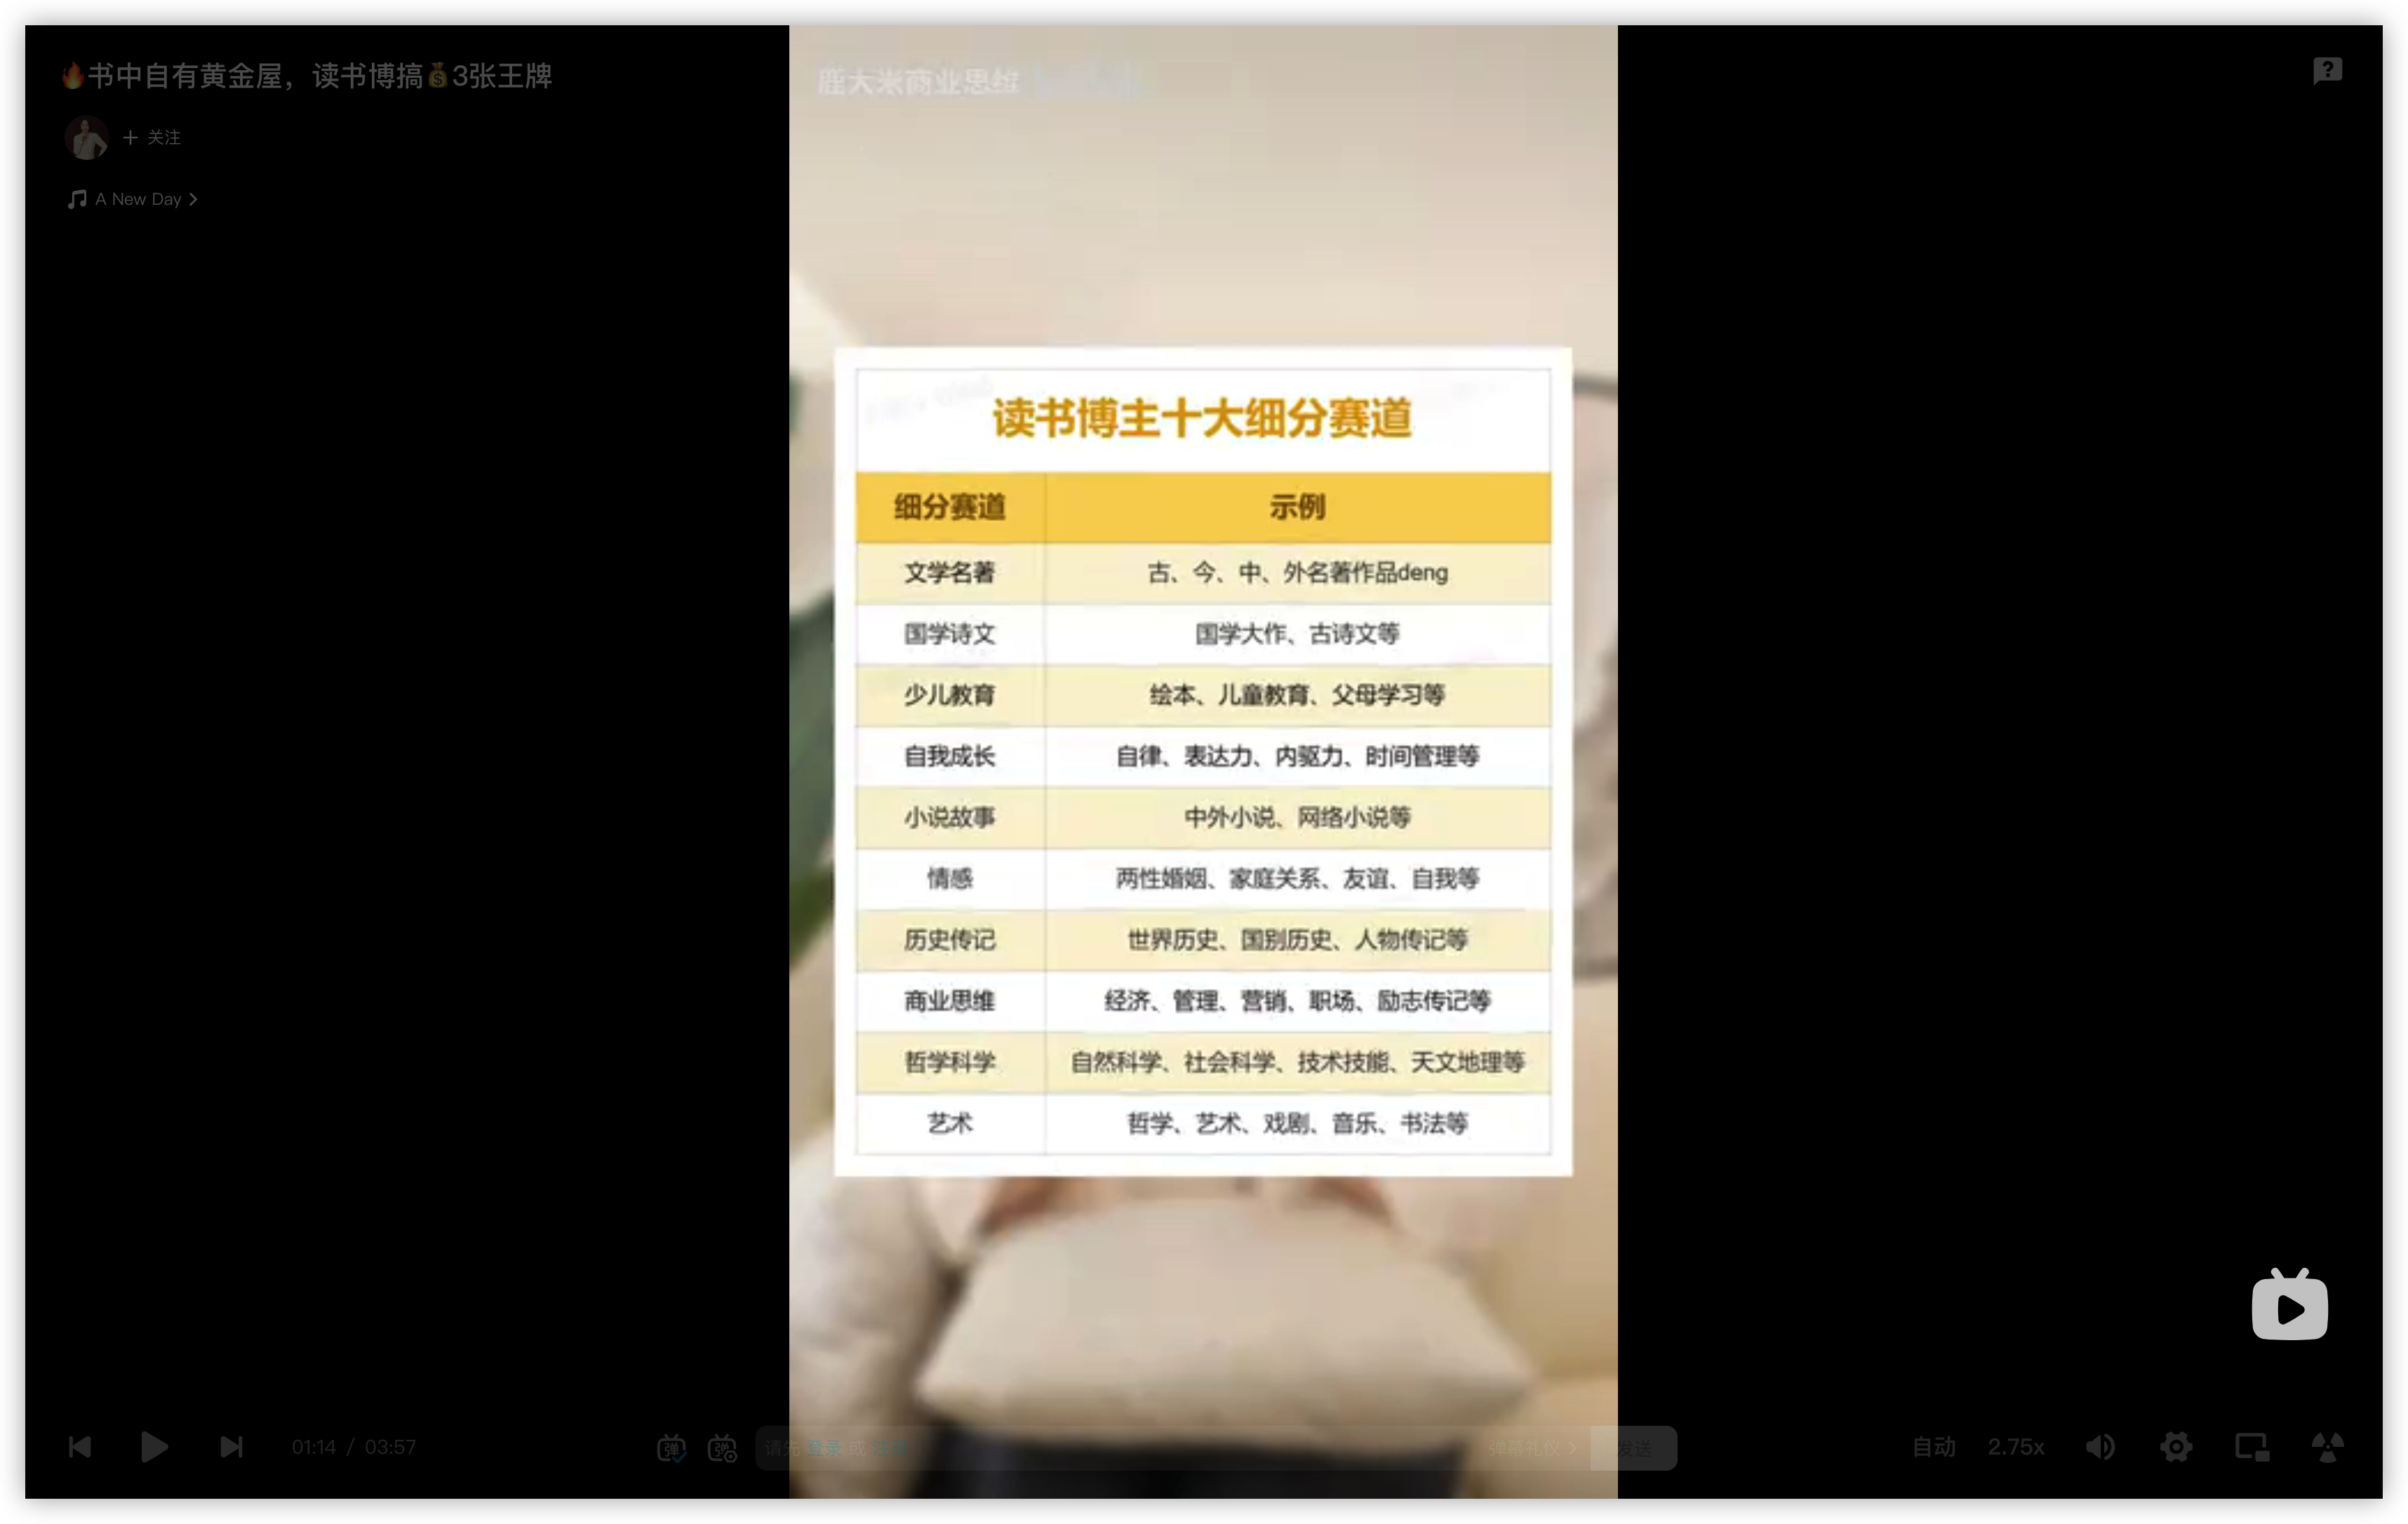 🔥书中自有黄金屋，读书博搞💰3张王牌
+ 关注
A New Day >
鹿大米商业思维
读书博主十大细分赛道
细分赛道 示例
文学名著 古、今、中、外名著作品deng
国学诗文 国学大作、古诗文等
少儿教育 绘本、儿童教育、父母学习等
自我成长 自律、表达力、内驱力、时间管理等
小说故事 中外小说、网络小说等
情感 两性婚姻、家庭关系、友谊、自我等
历史传记 世界历史、国别历史、人物传记等
商业思维 经济、管理、营销、职场、励志传记等
哲学科学 自然科学、社会科学、技术技能、天文地理等
艺术 哲学、艺术、戏剧、音乐、书法等
01:14 / 03:57
弹 弹 请先 登录 或 注册 弹幕礼仪 > 发送
自动 2.75x